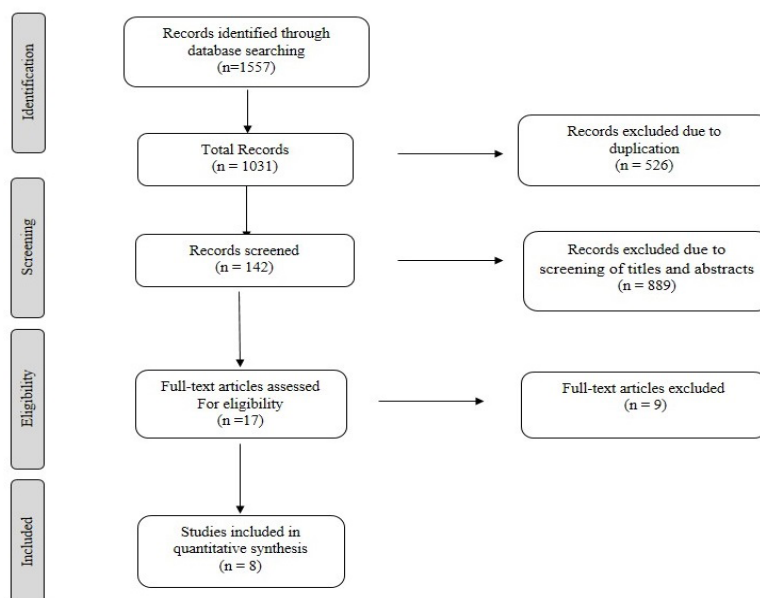 Identification
Records identified through
database searching
(n=1557)
Total Records
(n = 1031)
Records excluded due to
duplication
(n = 526)
Screening
Records screened
(n = 142)
Records excluded due to
screening of titles and abstracts
(n = 889)
Eligibility
Full-text articles assessed
For eligibility
(n =17)
Full-text articles excluded
(n = 9)
Included
Studies included in
quantitative synthesis
(n = 8)